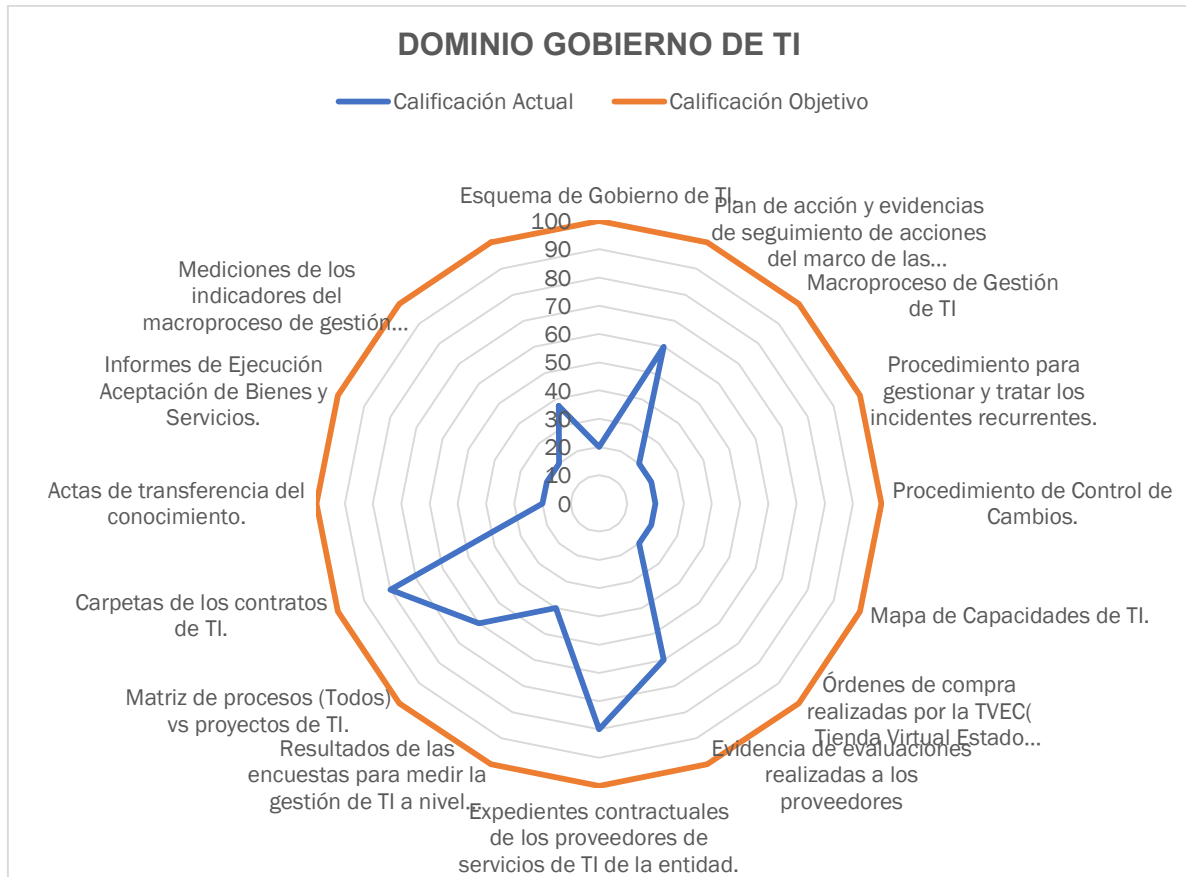 DOMINIO GOBIERNO DE TI
Calificación Actual
Calificación Objetivo
Esquema de Gobierno de TI.
Plan de acción y evidencias
de seguimiento de acciones
del marco de las...
Macroproceso de Gestión
de TI
Procedimiento para
gestionar y tratar los
incidentes recurrentes.
Procedimiento de Control de
Cambios.
Mapa de Capacidades de TI.
Órdenes de compra
realizadas por la TVEC(
Tienda Virtual Estado...
Evidencia de evaluaciones
realizadas a los
proveedores
Expedientes contractuales
de los proveedores de
servicios de TI de la entidad.
Resultados de las
encuestas para medir la
gestión de TI a nivel...
Matriz de procesos (Todos)
vs proyectos de TI.
Carpetas de los contratos
de TI.
Actas de transferencia del
conocimiento.
Informes de Ejecución
Aceptación de Bienes y
Servicios.
Mediciones de los
indicadores del
macroproceso de gestión...
100
90
80
70
60
50
40
30
20
10
0